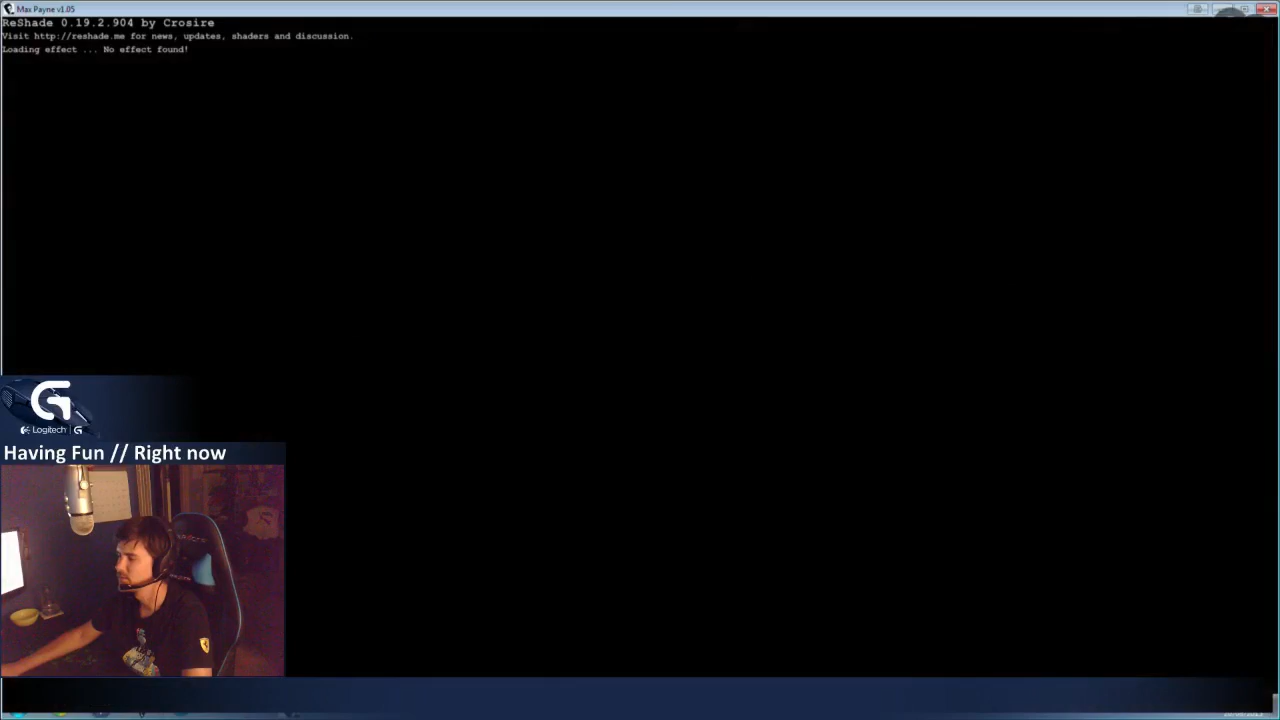 Max Payne v1.05
ReShade 0.19.2.904 by Crosire
Visit http://reshade.me for news, updates, shaders and discussion.
Loading effect ... No effect found!
Logitech G
Having Fun // Right now